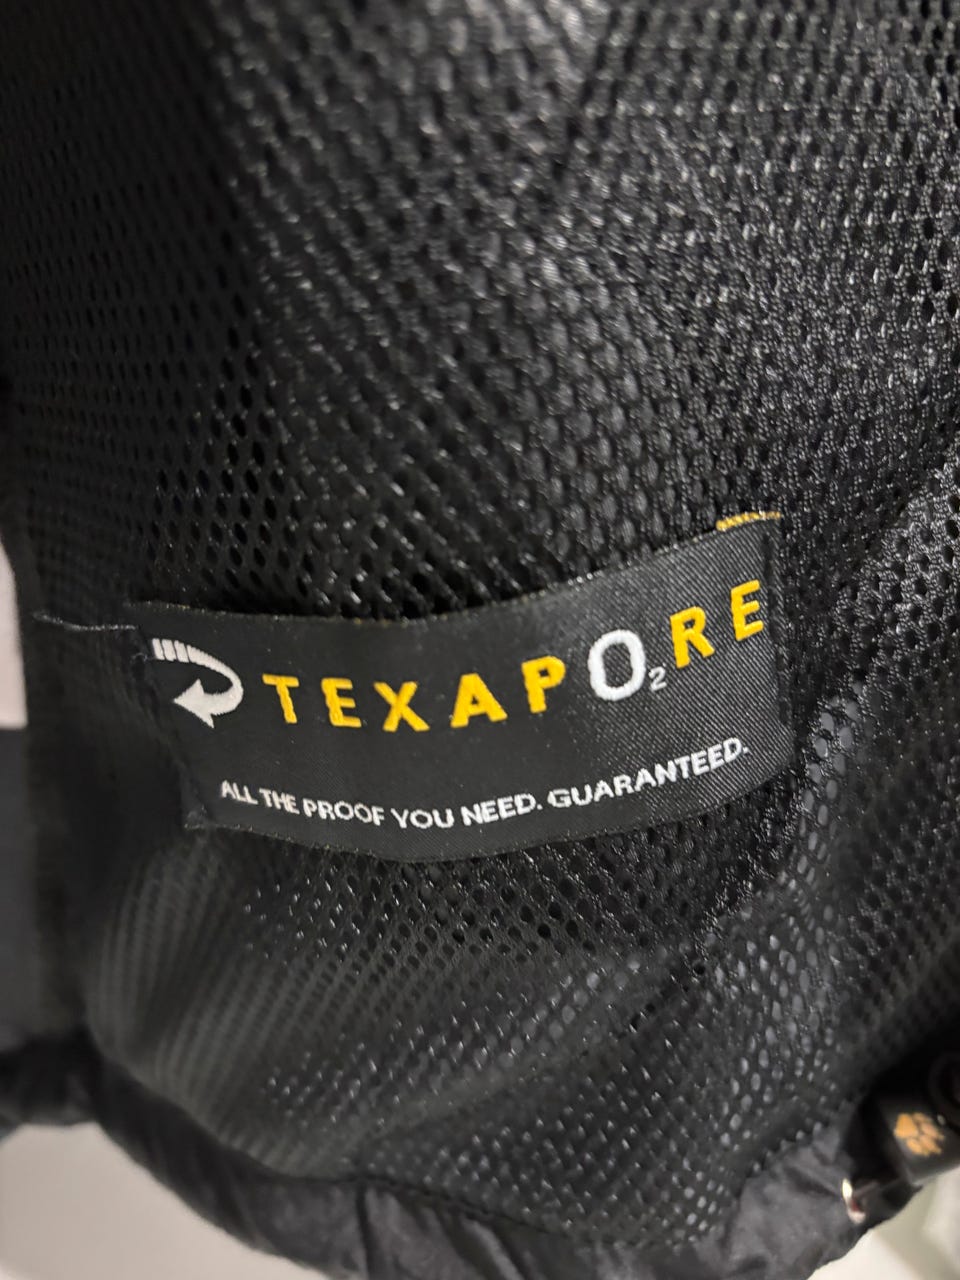 TEXAPO₂RE
ALL THE PROOF YOU NEED. GUARANTEED.